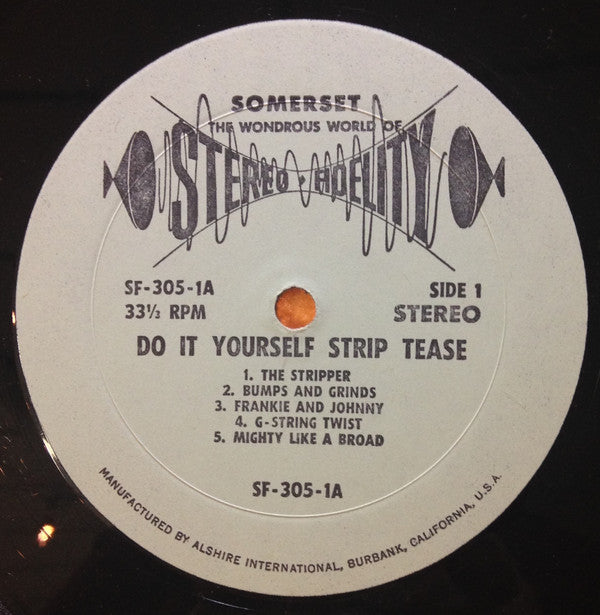 SOMERSET
THE WONDROUS WORLD OF
STEREO · FIDELITY
SF-305-1A
33⅓ RPM
SIDE 1
STEREO
DO IT YOURSELF STRIP TEASE
1. THE STRIPPER
2. BUMPS AND GRINDS
3. FRANKIE AND JOHNNY
4. G-STRING TWIST
5. MIGHTY LIKE A BROAD
SF-305-1A
MANUFACTURED BY ALSHIRE INTERNATIONAL, BURBANK, CALIFORNIA, U.S.A.